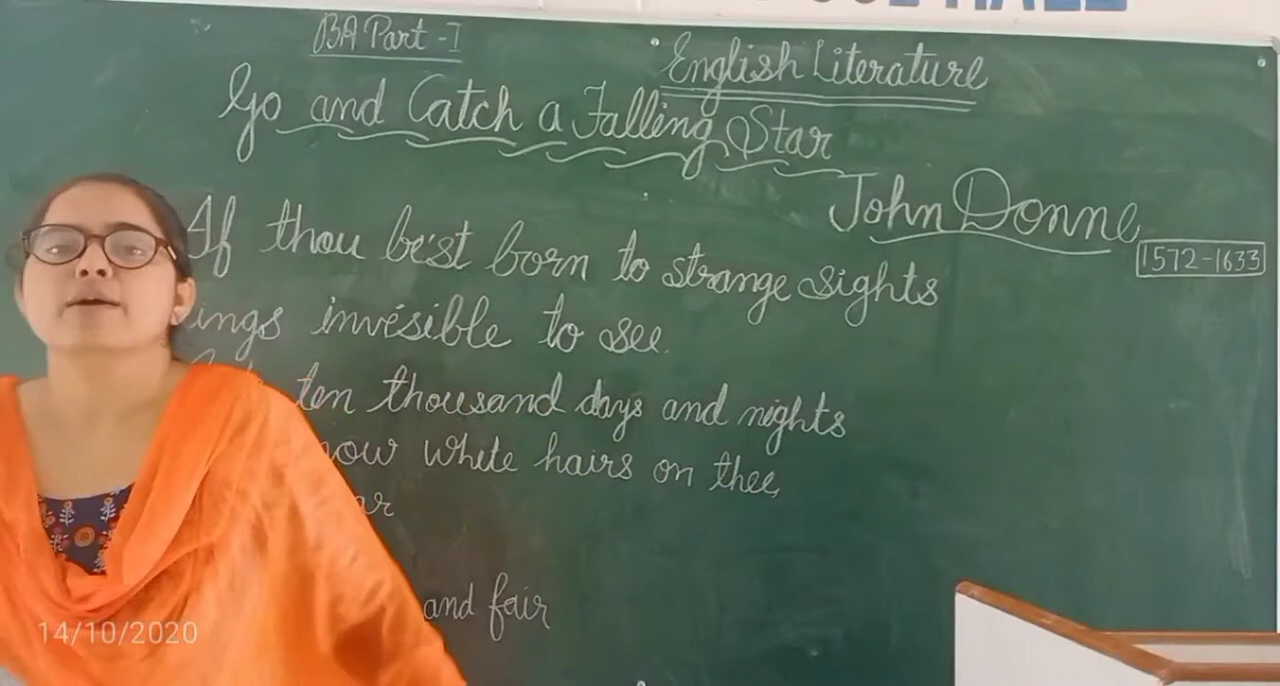 BA Part - I
English Literature
Go and Catch a Falling Star
John Donne
1572-1633
If thou be'st born to strange sights
ings invisible to see.
ten thousand days and nights
now white hairs on thee,
ar
and fair
14/10/2020